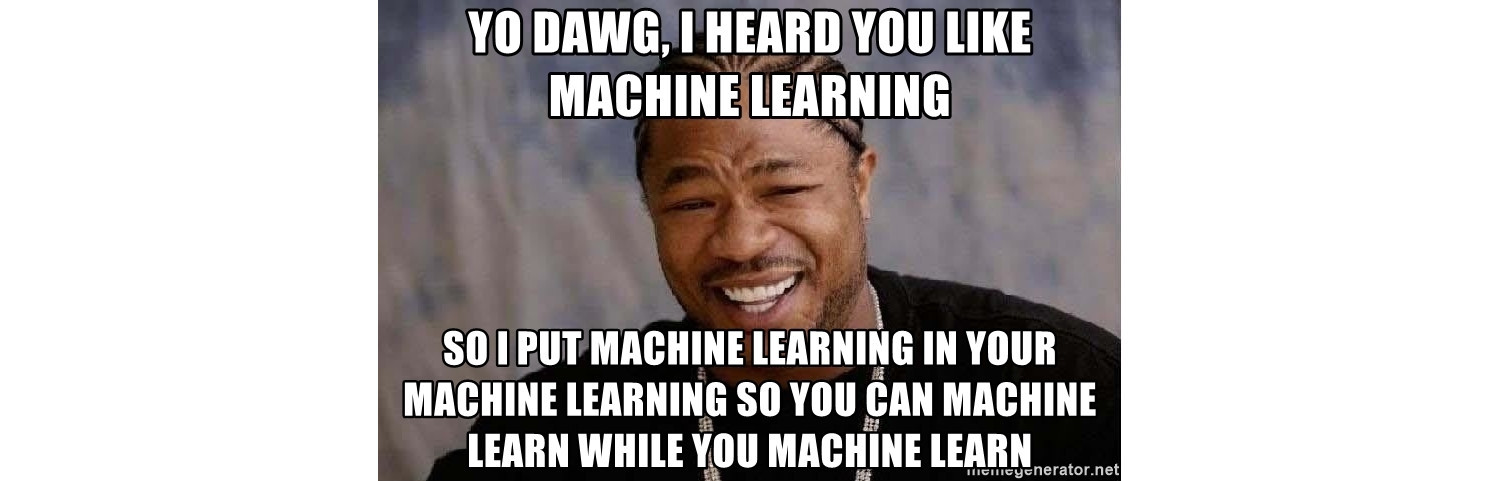 YO DAWG, I HEARD YOU LIKE
MACHINE LEARNING
SO I PUT MACHINE LEARNING IN YOUR
MACHINE LEARNING SO YOU CAN MACHINE
LEARN WHILE YOU MACHINE LEARN
memegenerator.net